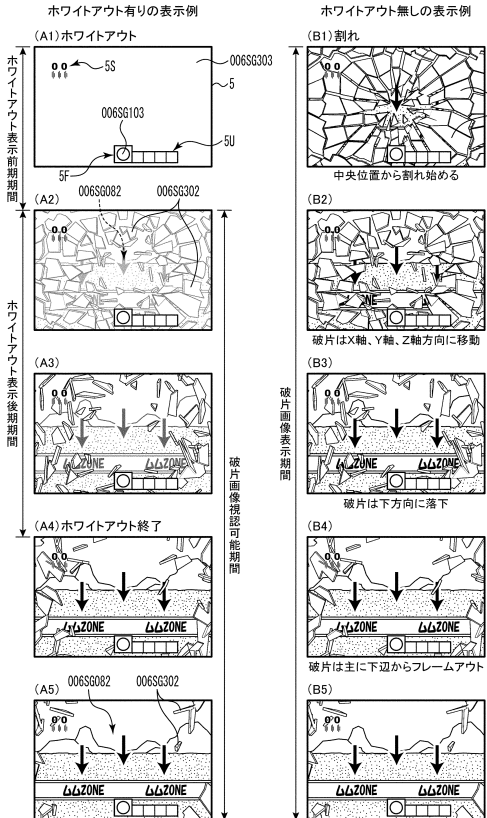 ホワイトアウト有りの表示例
ホワイトアウト無しの表示例
(A1)ホワイトアウト
(B1)割れ
00
5S
006SG303
5
006SG103
5U
5F
ホワイトアウト表示前期期間
00
中央位置から割れ始める
006SG082
006SG302
(A2)
(B2)
00
00
破片はX軸、Y軸、Z軸方向に移動
ホワイトアウト表示後期期間
(A3)
(B3)
00
ムムZONE
ムムZONE
00
ムムZONE
ムムZONE
破片は下方向に落下
破片画像視認可能期間
破片画像表示期間
(A4)ホワイトアウト終了
(B4)
00
ムムZONE
ムムZONE
00
ムムZONE
ムムZONE
破片は主に下辺からフレームアウト
(A5)
006SG082
006SG302
(B5)
00
ムムZONE
ムムZONE
00
ムムZONE
ムムZONE